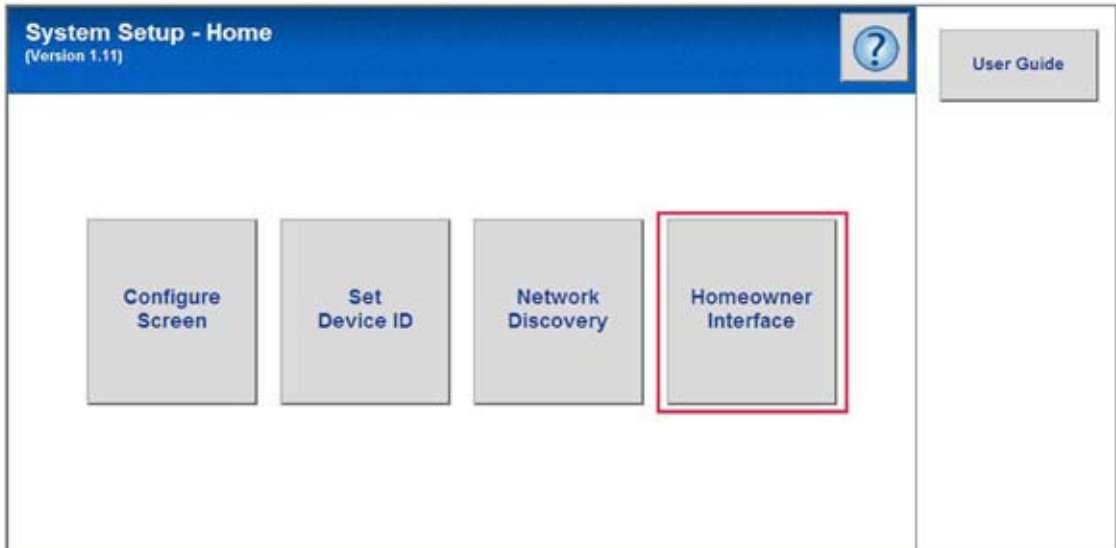 System Setup - Home
(Version 1.11)
?
User Guide
Configure
Screen
Set
Device ID
Network
Discovery
Homeowner
Interface